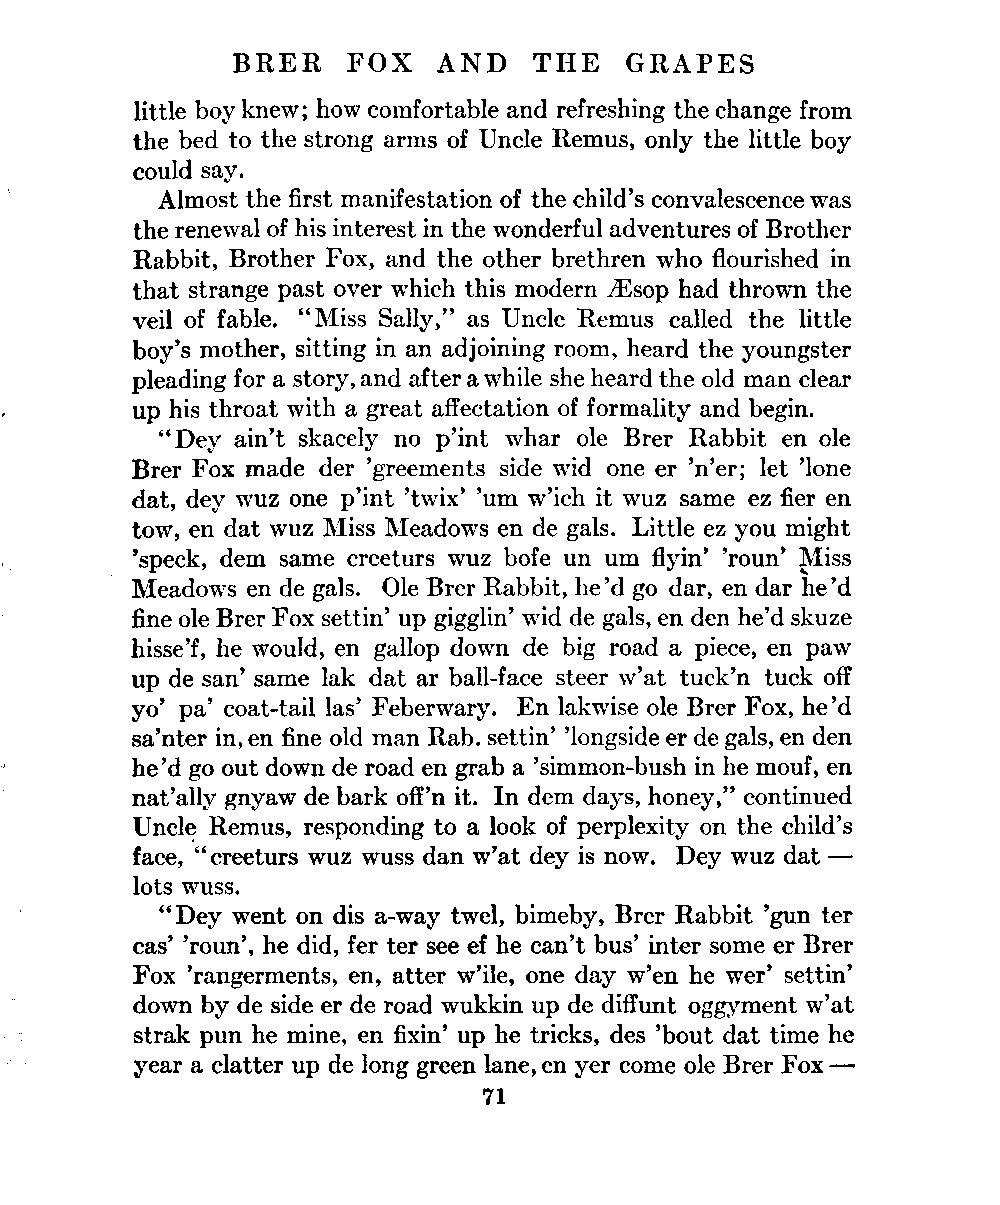 BRER FOX AND THE GRAPES
little boy knew; how comfortable and refreshing the change from
the bed to the strong arms of Uncle Remus, only the little boy
could say.
Almost the first manifestation of the child's convalescence was
the renewal of his interest in the wonderful adventures of Brother
Rabbit, Brother Fox, and the other brethren who flourished in
that strange past over which this modern Æsop had thrown the
veil of fable. "Miss Sally," as Uncle Remus called the little
boy's mother, sitting in an adjoining room, heard the youngster
pleading for a story, and after a while she heard the old man clear
up his throat with a great affectation of formality and begin.
"Dey ain't skacely no p'int whar ole Brer Rabbit en ole
Brer Fox made der 'greements side wid one er 'n'er; let 'lone
dat, dey wuz one p'int 'twix' 'um w'ich it wuz same ez fier en
tow, en dat wuz Miss Meadows en de gals. Little ez you might
'speck, dem same creeturs wuz bofe un um flyin' 'roun' Miss
Meadows en de gals. Ole Brer Rabbit, he'd go dar, en dar he'd
fine ole Brer Fox settin' up gigglin' wid de gals, en den he'd skuze
hisse'f, he would, en gallop down de big road a piece, en paw
up de san' same lak dat ar ball-face steer w'at tuck'n tuck off
yo' pa' coat-tail las' Feberwary. En lakwise ole Brer Fox, he'd
sa'nter in, en fine old man Rab. settin' 'longside er de gals, en den
he'd go out down de road en grab a 'simmon-bush in he mouf, en
nat'ally gnyaw de bark off'n it. In dem days, honey," continued
Uncle Remus, responding to a look of perplexity on the child's
face, "creeturs wuz wuss dan w'at dey is now. Dey wuz dat —
lots wuss.
"Dey went on dis a-way twel, bimeby, Brer Rabbit 'gun ter
cas' 'roun', he did, fer ter see ef he can't bus' inter some er Brer
Fox 'rangerments, en, atter w'ile, one day w'en he wer' settin'
down by de side er de road wukkin up de diffunt oggyment w'at
strak pun he mine, en fixin' up he tricks, des 'bout dat time he
year a clatter up de long green lane, en yer come ole Brer Fox —
71